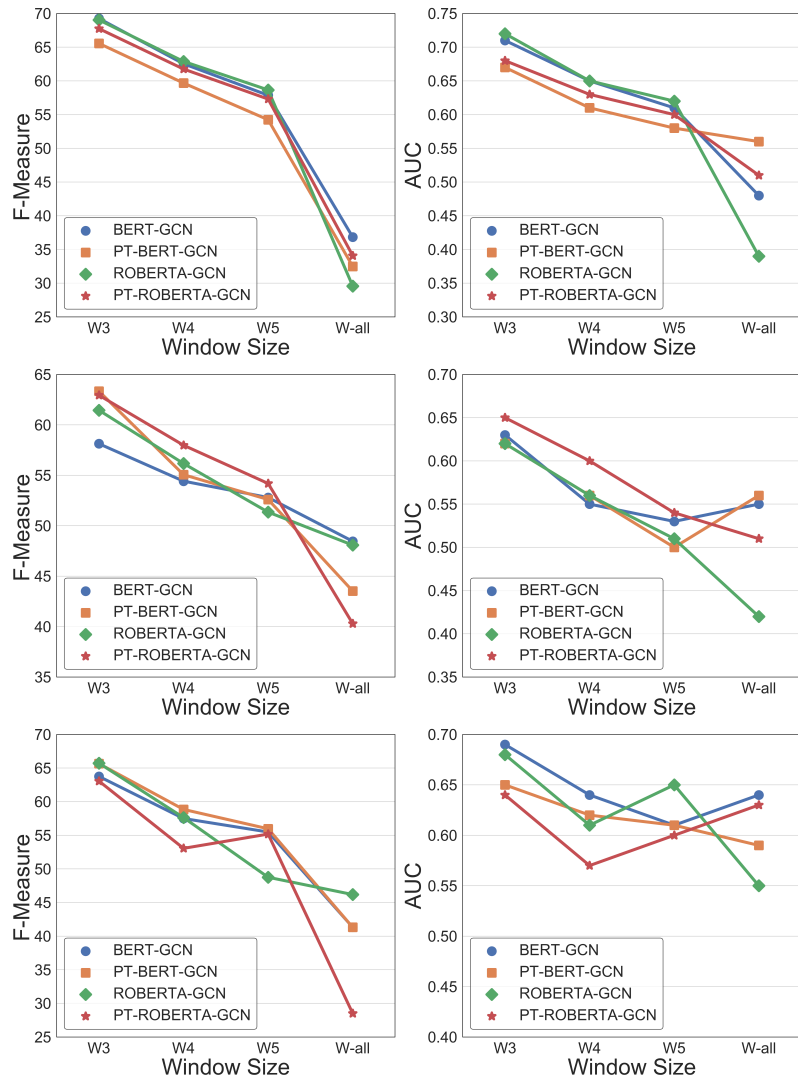 70
65
60
55
50
45
40
35
30
25
F-Measure
BERT-GCN
PT-BERT-GCN
ROBERTA-GCN
PT-ROBERTA-GCN
W3 W4 W5 W-all
Window Size
0.75
0.70
0.65
0.60
0.55
0.50
0.45
0.40
0.35
0.30
AUC
BERT-GCN
PT-BERT-GCN
ROBERTA-GCN
PT-ROBERTA-GCN
W3 W4 W5 W-all
Window Size
65
60
55
50
45
40
35
F-Measure
BERT-GCN
PT-BERT-GCN
ROBERTA-GCN
PT-ROBERTA-GCN
W3 W4 W5 W-all
Window Size
0.70
0.65
0.60
0.55
0.50
0.45
0.40
0.35
AUC
BERT-GCN
PT-BERT-GCN
ROBERTA-GCN
PT-ROBERTA-GCN
W3 W4 W5 W-all
Window Size
70
65
60
55
50
45
40
35
30
25
F-Measure
BERT-GCN
PT-BERT-GCN
ROBERTA-GCN
PT-ROBERTA-GCN
W3 W4 W5 W-all
Window Size
0.70
0.65
0.60
0.55
0.50
0.45
0.40
AUC
BERT-GCN
PT-BERT-GCN
ROBERTA-GCN
PT-ROBERTA-GCN
W3 W4 W5 W-all
Window Size